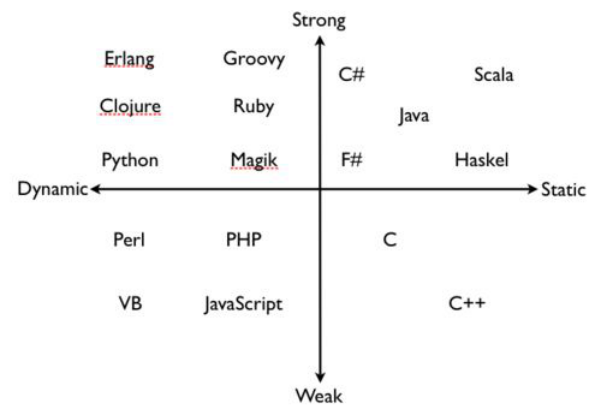 Strong
Erlang Groovy C# Scala
Clojure Ruby Java
Python Magik F# Haskel
Dynamic Static
Perl PHP C
VB JavaScript C++
Weak